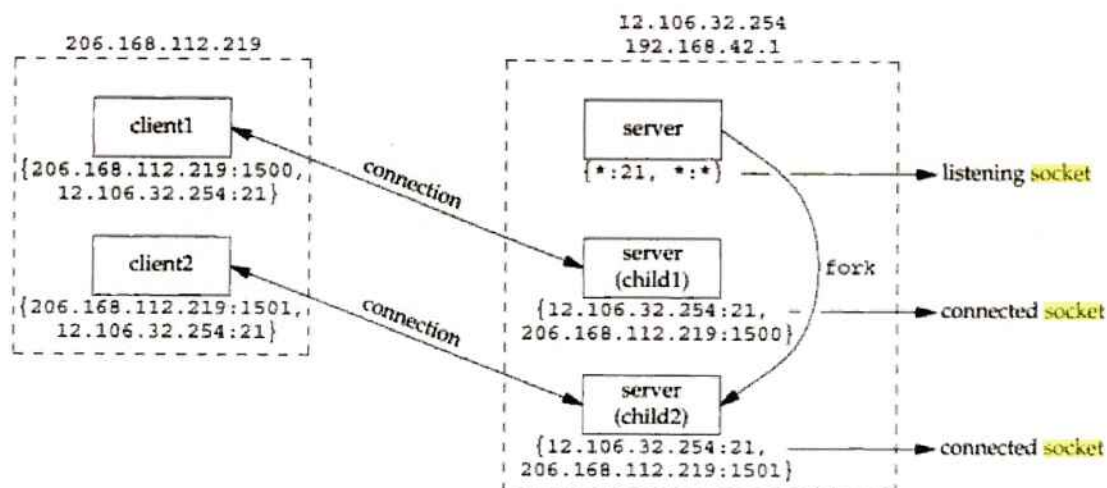 206.168.112.219
client1
{206.168.112.219:1500,
12.106.32.254:21}
client2
{206.168.112.219:1501,
12.106.32.254:21}
connection
connection
12.106.32.254
192.168.42.1
server
{*:21, *:*}
listening socket
fork
server
(child1)
{12.106.32.254:21,
206.168.112.219:1500}
connected socket
server
(child2)
{12.106.32.254:21,
206.168.112.219:1501}
connected socket